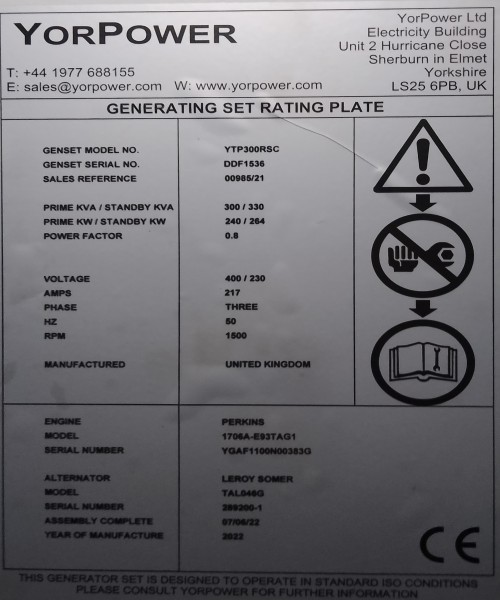 YORPOWER
YorPower Ltd
Electricity Building
Unit 2 Hurricane Close
Sherburn in Elmet
Yorkshire
LS25 6PB, UK
T: +44 1977 688155
E: sales@yorpower.com W: www.yorpower.com
GENERATING SET RATING PLATE
GENSET MODEL NO. YTP300RSC
GENSET SERIAL NO. DDF1536
SALES REFERENCE 00985/21
PRIME KVA / STANDBY KVA 300 / 330
PRIME KW / STANDBY KW 240 / 264
POWER FACTOR 0.8
VOLTAGE 400 / 230
AMPS 217
PHASE THREE
HZ 50
RPM 1500
MANUFACTURED UNITED KINGDOM
ENGINE PERKINS
MODEL 1706A-E93TAG1
SERIAL NUMBER YGAF1100N00383G
ALTERNATOR LEROY SOMER
MODEL TAL046G
SERIAL NUMBER 289200-1
ASSEMBLY COMPLETE 07/06/22
YEAR OF MANUFACTURE 2022
CE
THIS GENERATOR SET IS DESIGNED TO OPERATE IN STANDARD ISO CONDITIONS
PLEASE CONSULT YORPOWER FOR FURTHER INFORMATION